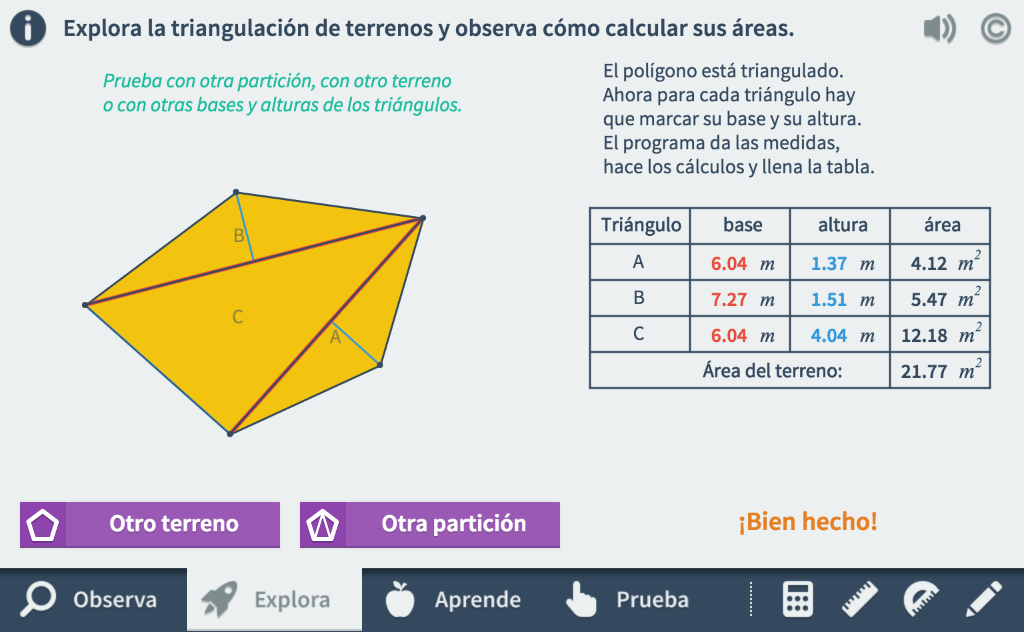 Explora la triangulación de terrenos y observa cómo calcular sus áreas.
Prueba con otra partición, con otro terreno
o con otras bases y alturas de los triángulos.
El polígono está triangulado.
Ahora para cada triángulo hay
que marcar su base y su altura.
El programa da las medidas,
hace los cálculos y llena la tabla.
B
C
A
Triángulo base altura área
A 6.04 m 1.37 m 4.12 m²
B 7.27 m 1.51 m 5.47 m²
C 6.04 m 4.04 m 12.18 m²
Área del terreno: 21.77 m²
Otro terreno
Otra partición
¡Bien hecho!
Observa
Explora
Aprende
Prueba